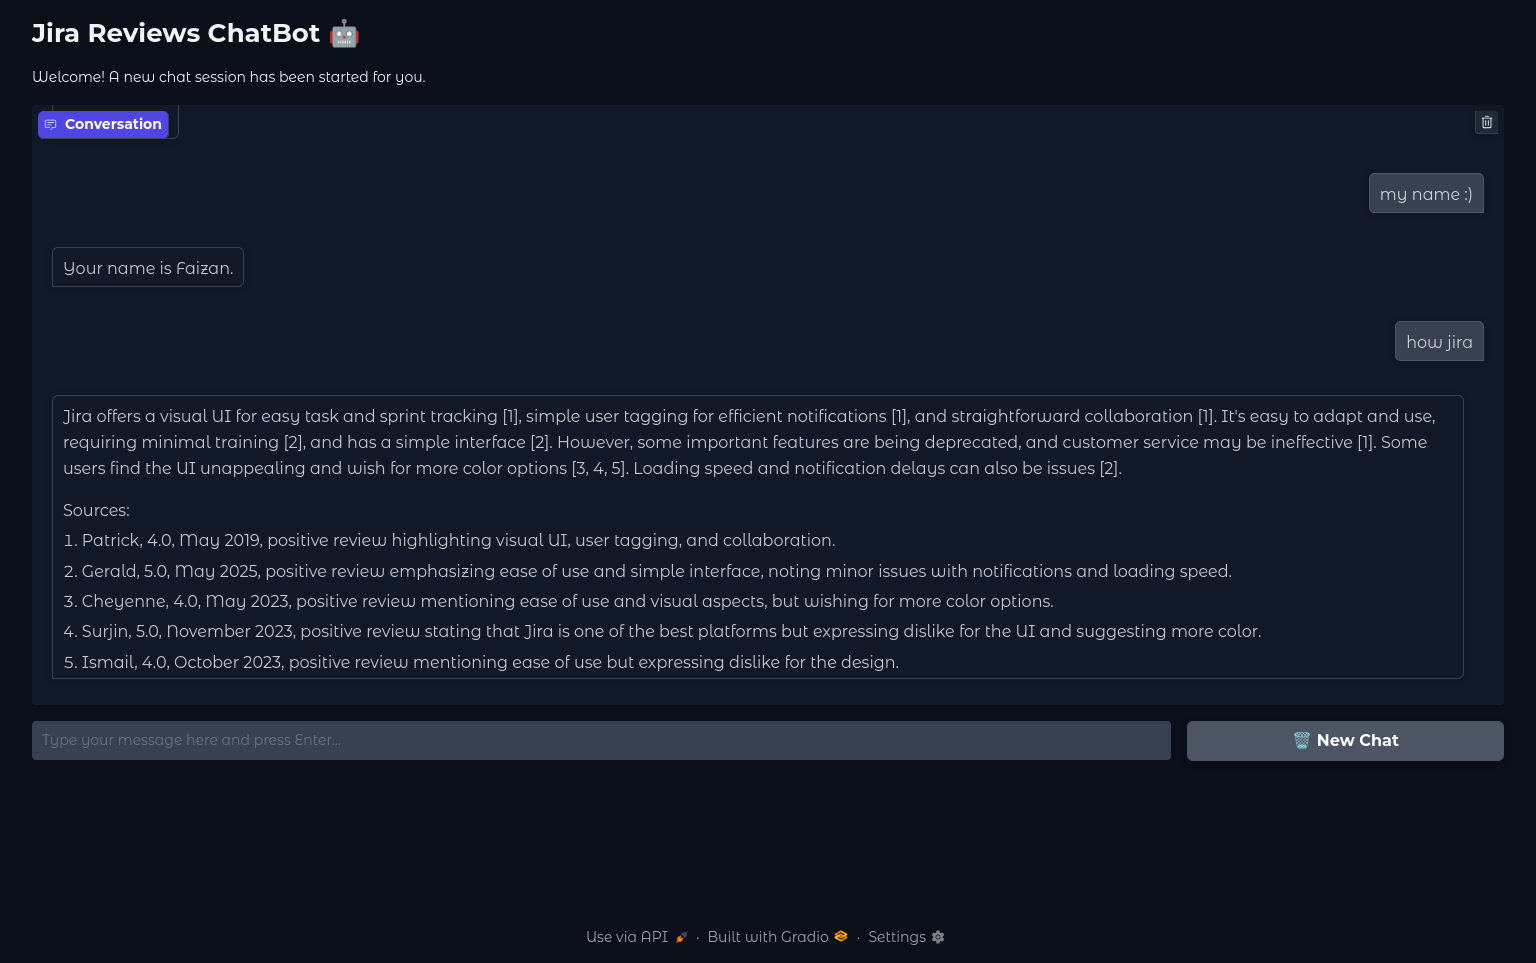 Jira Reviews ChatBot 🤖
Welcome! A new chat session has been started for you.
Conversation
my name :)
Your name is Faizan.
how jira
Jira offers a visual UI for easy task and sprint tracking [1], simple user tagging for efficient notifications [1], and straightforward collaboration [1]. It's easy to adapt and use,
requiring minimal training [2], and has a simple interface [2]. However, some important features are being deprecated, and customer service may be ineffective [1]. Some
users find the UI unappealing and wish for more color options [3, 4, 5]. Loading speed and notification delays can also be issues [2].
Sources:
1. Patrick, 4.0, May 2019, positive review highlighting visual UI, user tagging, and collaboration.
2. Gerald, 5.0, May 2025, positive review emphasizing ease of use and simple interface, noting minor issues with notifications and loading speed.
3. Cheyenne, 4.0, May 2023, positive review mentioning ease of use and visual aspects, but wishing for more color options.
4. Surjin, 5.0, November 2023, positive review stating that Jira is one of the best platforms but expressing dislike for the UI and suggesting more color.
5. Ismail, 4.0, October 2023, positive review mentioning ease of use but expressing dislike for the design.
Type your message here and press Enter...
🗑️ New Chat
Use via API 🚀 · Built with Gradio · Settings ⚙️